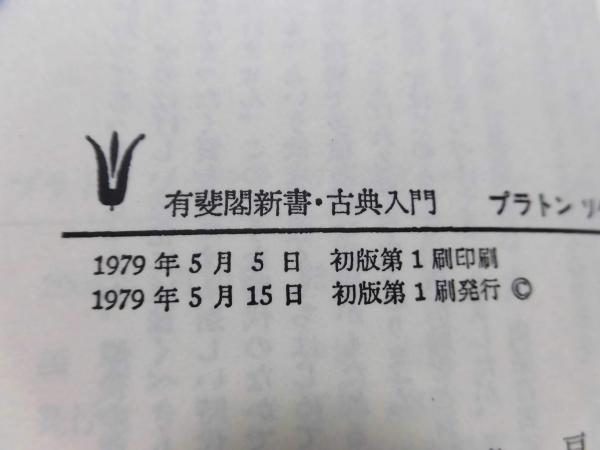 有斐閣新書・古典入門 プラトン
1979年5月5日 初版第1刷印刷
1979年5月15日 初版第1刷発行 ©